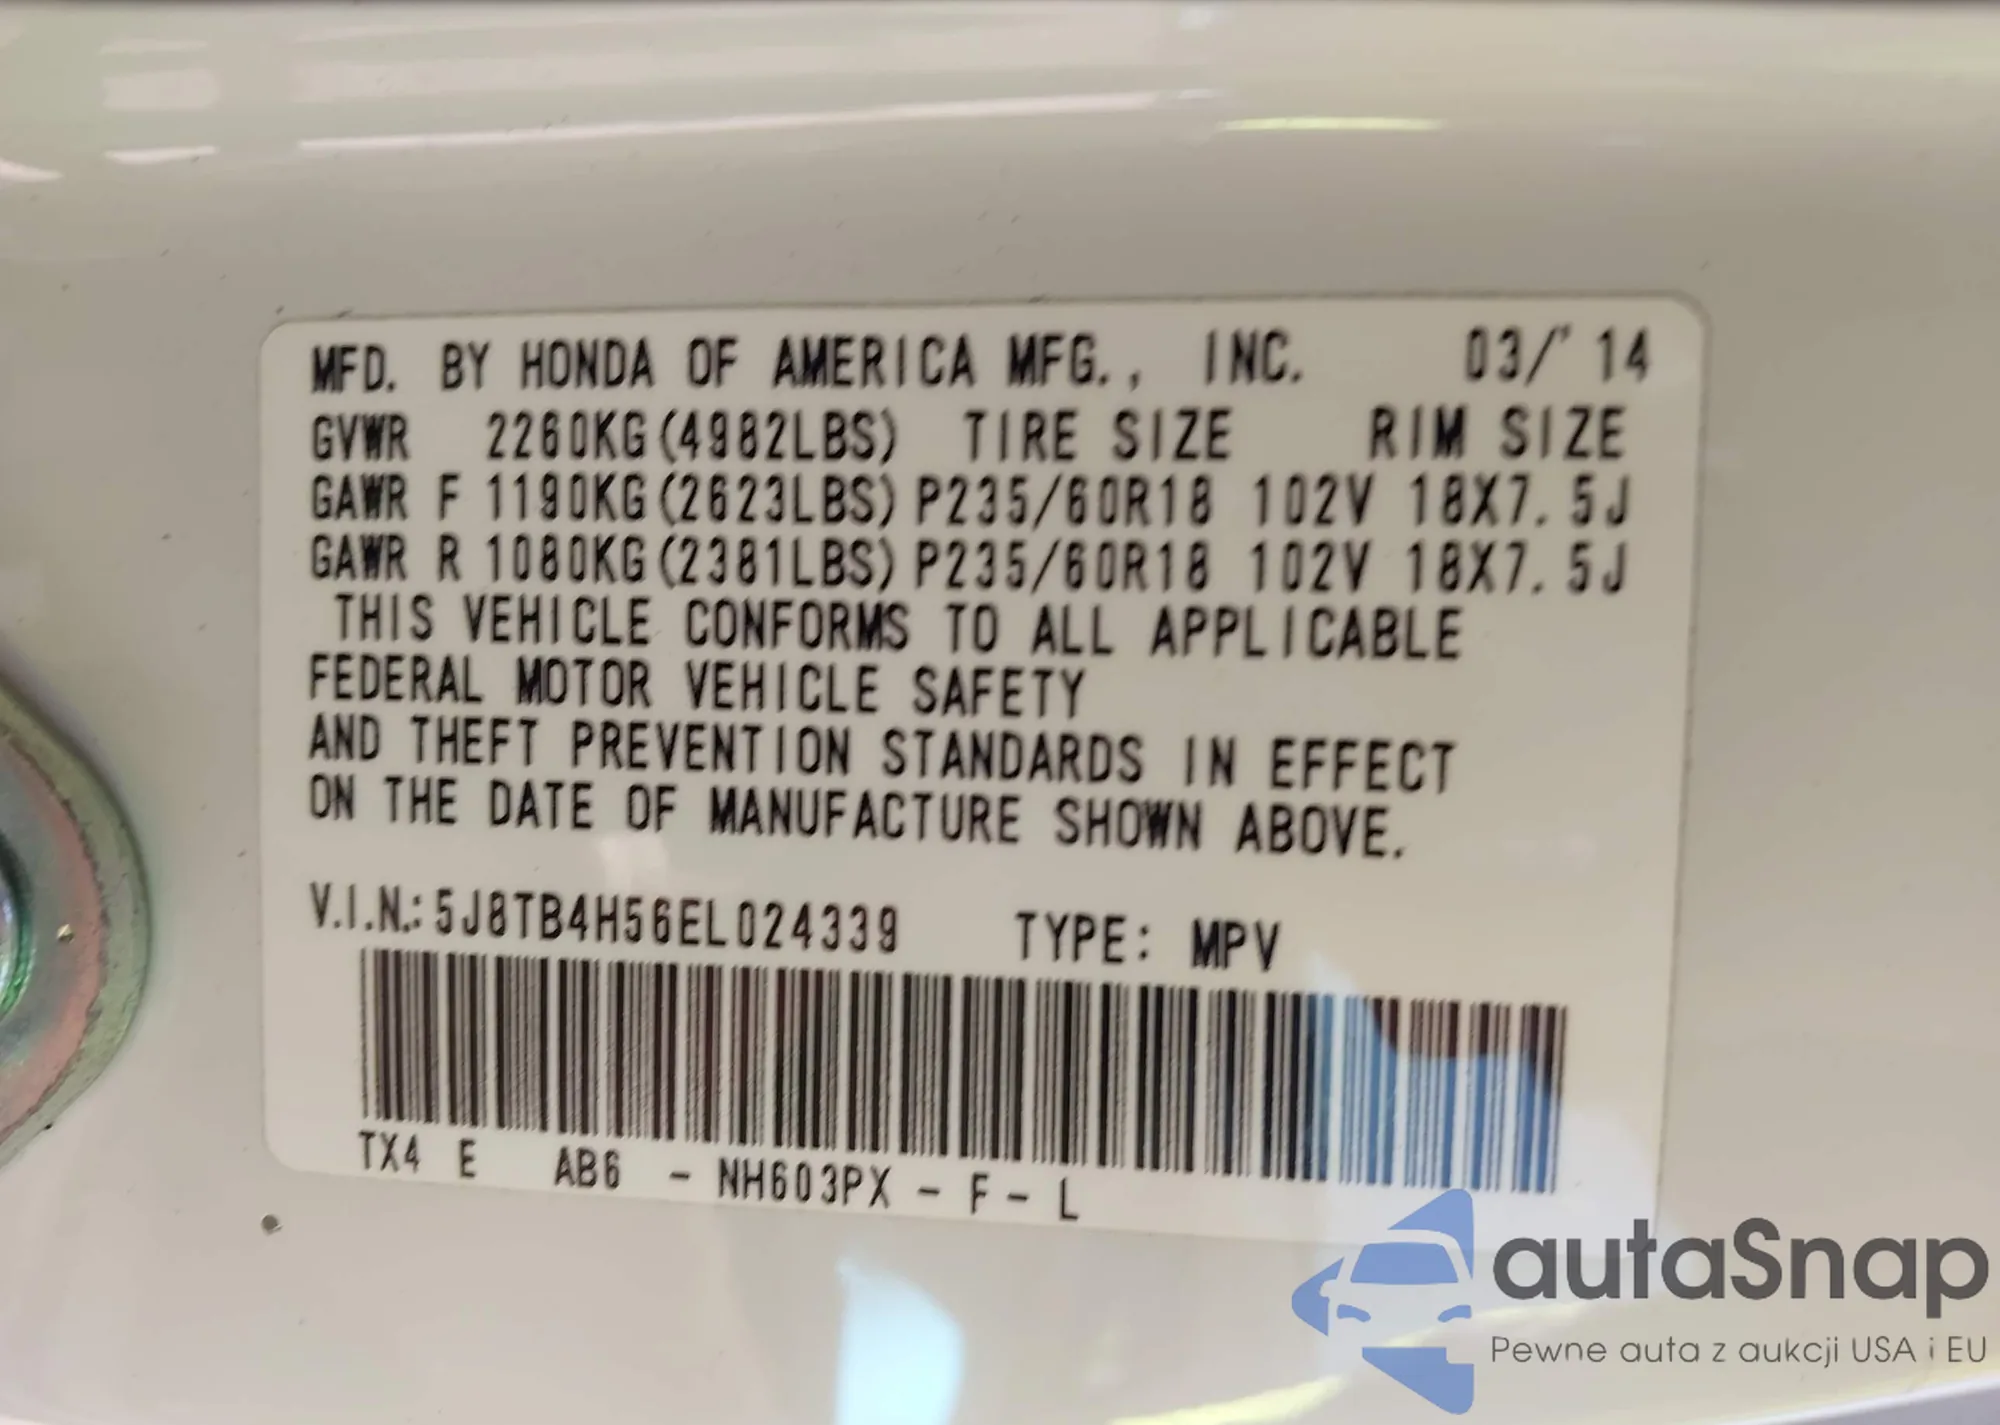 MFD. BY HONDA OF AMERICA MFG., INC. 03/'14
GVWR 2260KG(4982LBS) TIRE SIZE RIM SIZE
GAWR F 1190KG(2623LBS) P235/60R18 102V 18X7.5J
GAWR R 1080KG(2381LBS) P235/60R18 102V 18X7.5J
THIS VEHICLE CONFORMS TO ALL APPLICABLE
FEDERAL MOTOR VEHICLE SAFETY
AND THEFT PREVENTION STANDARDS IN EFFECT
ON THE DATE OF MANUFACTURE SHOWN ABOVE.
V.I.N.: 5J8TB4H56EL024339 TYPE: MPV
TX4 E AB6 - NH603PX - F - L
autaSnap
Pewne auta z aukcji USA i EU